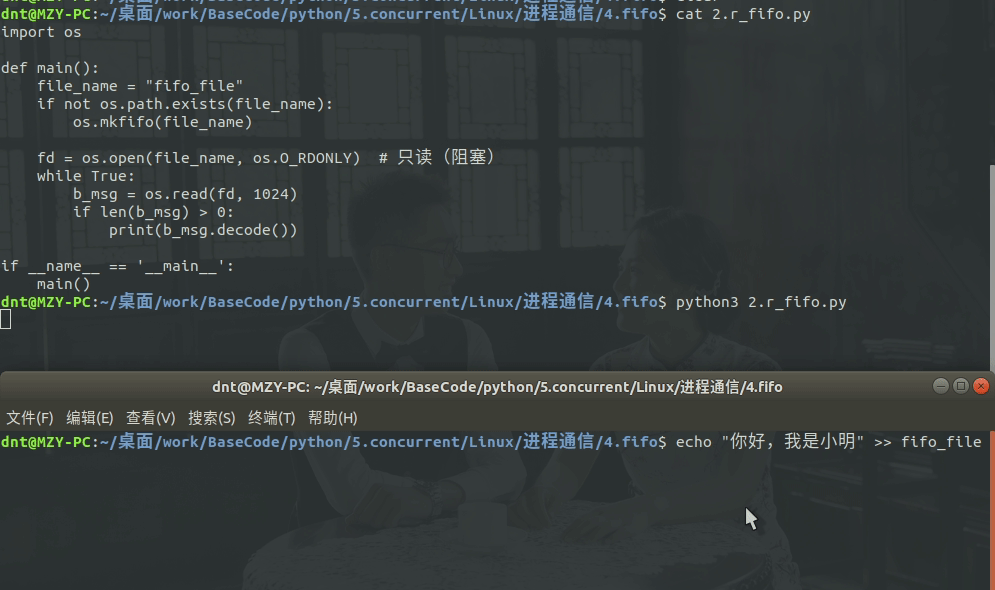 dnt@MZY-PC:~/桌面/work/BaseCode/python/5.concurrent/Linux/进程通信/4.fifo$ cat 2.r_fifo.py
import os
def main():
    file_name = "fifo_file"
    if not os.path.exists(file_name):
        os.mkfifo(file_name)
    fd = os.open(file_name, os.O_RDONLY)  # 只读（阻塞）
    while True:
        b_msg = os.read(fd, 1024)
        if len(b_msg) > 0:
            print(b_msg.decode())
if __name__ == '__main__':
    main()
dnt@MZY-PC:~/桌面/work/BaseCode/python/5.concurrent/Linux/进程通信/4.fifo$ python3 2.r_fifo.py
dnt@MZY-PC: ~/桌面/work/BaseCode/python/5.concurrent/Linux/进程通信/4.fifo
文件(F) 编辑(E) 查看(V) 搜索(S) 终端(T) 帮助(H)
dnt@MZY-PC:~/桌面/work/BaseCode/python/5.concurrent/Linux/进程通信/4.fifo$ echo "你好，我是小明" >> fifo_file